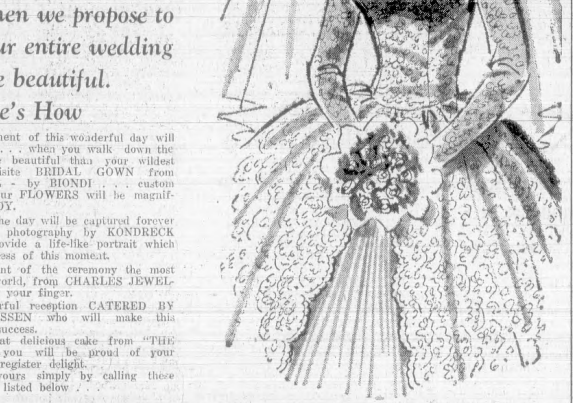 hen we propose to
ur entire wedding
e beautiful.
e's How
ent of this wonderful day will
. . . when you walk down the
beautiful than your wildest
isite BRIDAL GOWN from
- by BIONDI . . . custom
ur FLOWERS will be magnif-
DY.
he day will be captured forever
photography by KONDRECK
ovide a life-like portrait which
ess of this moment.
nt of the ceremony the most
orld, from CHARLES JEWEL-
your finger.
rful reception CATERED BY
SSEN who will make this
success.
at delicious cake from "THE
you will be proud of your
register delight.
yours simply by calling these
listed below . . .